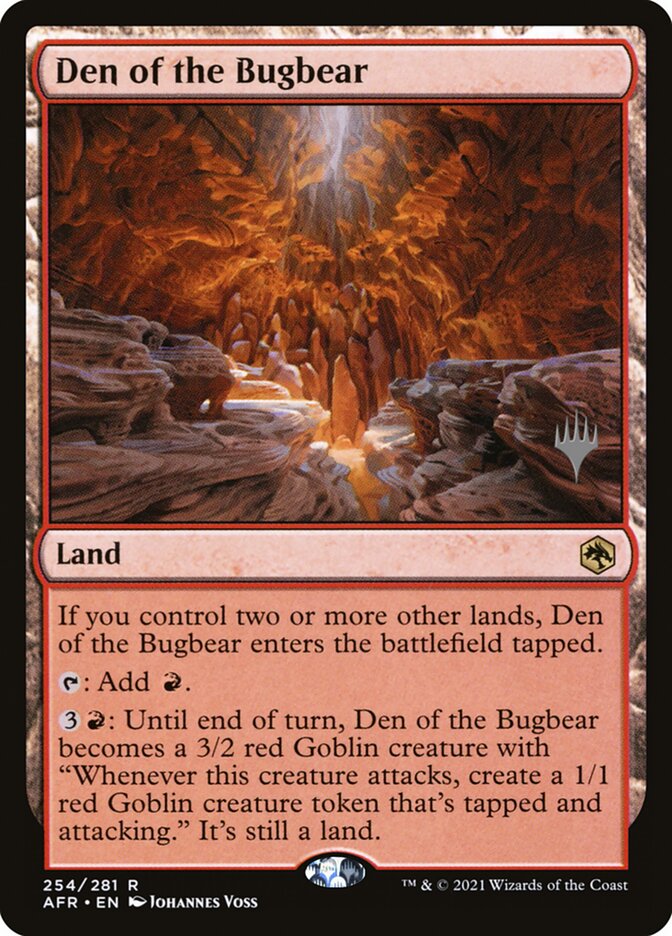 Den of the Bugbear
Land
If you control two or more other lands, Den
of the Bugbear enters the battlefield tapped.
: Add .
3 : Until end of turn, Den of the Bugbear
becomes a 3/2 red Goblin creature with
“Whenever this creature attacks, create a 1/1
red Goblin creature token that’s tapped and
attacking.” It’s still a land.
254/281 R
AFR • EN Johannes Voss
™ & © 2021 Wizards of the Coast